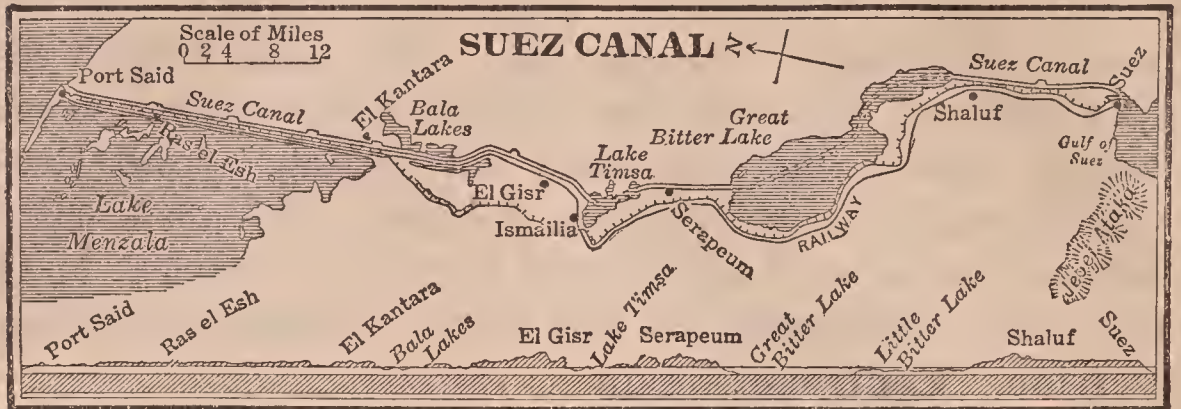 Scale of Miles
0 2 4 8 12
SUEZ CANAL
N
Port Said
Suez Canal
El Kantara
Bala
Lakes
Ras el Esh
Lake
Menzala
El Gisr
Ismailia
Lake
Timsa
Serapeum
Great
Bitter Lake
RAILWAY
Suez Canal
Shaluf
Suez
Gulf of
Suez
Jebel Ataka
Port Said
Ras el Esh
El Kantara
Bala
Lakes
El Gisr
Lake Timsa
Serapeum
Great
Bitter Lake
Little
Bitter Lake
Shaluf
Suez